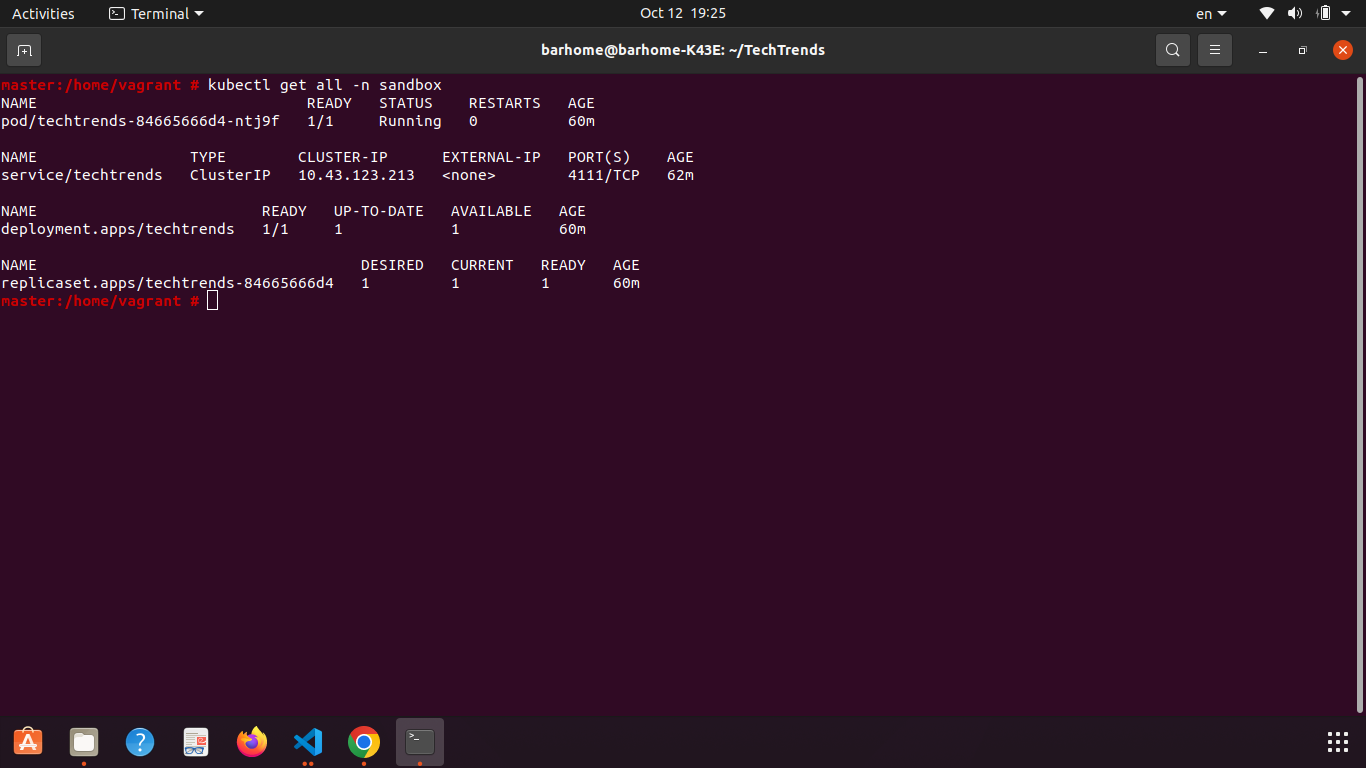 Activities Terminal Oct 12 19:25 en
barhome@barhome-K43E: ~/TechTrends
master:/home/vagrant # kubectl get all -n sandbox
NAME                              READY   STATUS    RESTARTS   AGE
pod/techtrends-84665666d4-ntj9f   1/1     Running   0          60m

NAME                 TYPE        CLUSTER-IP      EXTERNAL-IP   PORT(S)    AGE
service/techtrends   ClusterIP   10.43.123.213   <none>        4111/TCP   62m

NAME                         READY   UP-TO-DATE   AVAILABLE   AGE
deployment.apps/techtrends   1/1     1            1           60m

NAME                                    DESIRED   CURRENT   READY   AGE
replicaset.apps/techtrends-84665666d4   1         1         1       60m
master:/home/vagrant #